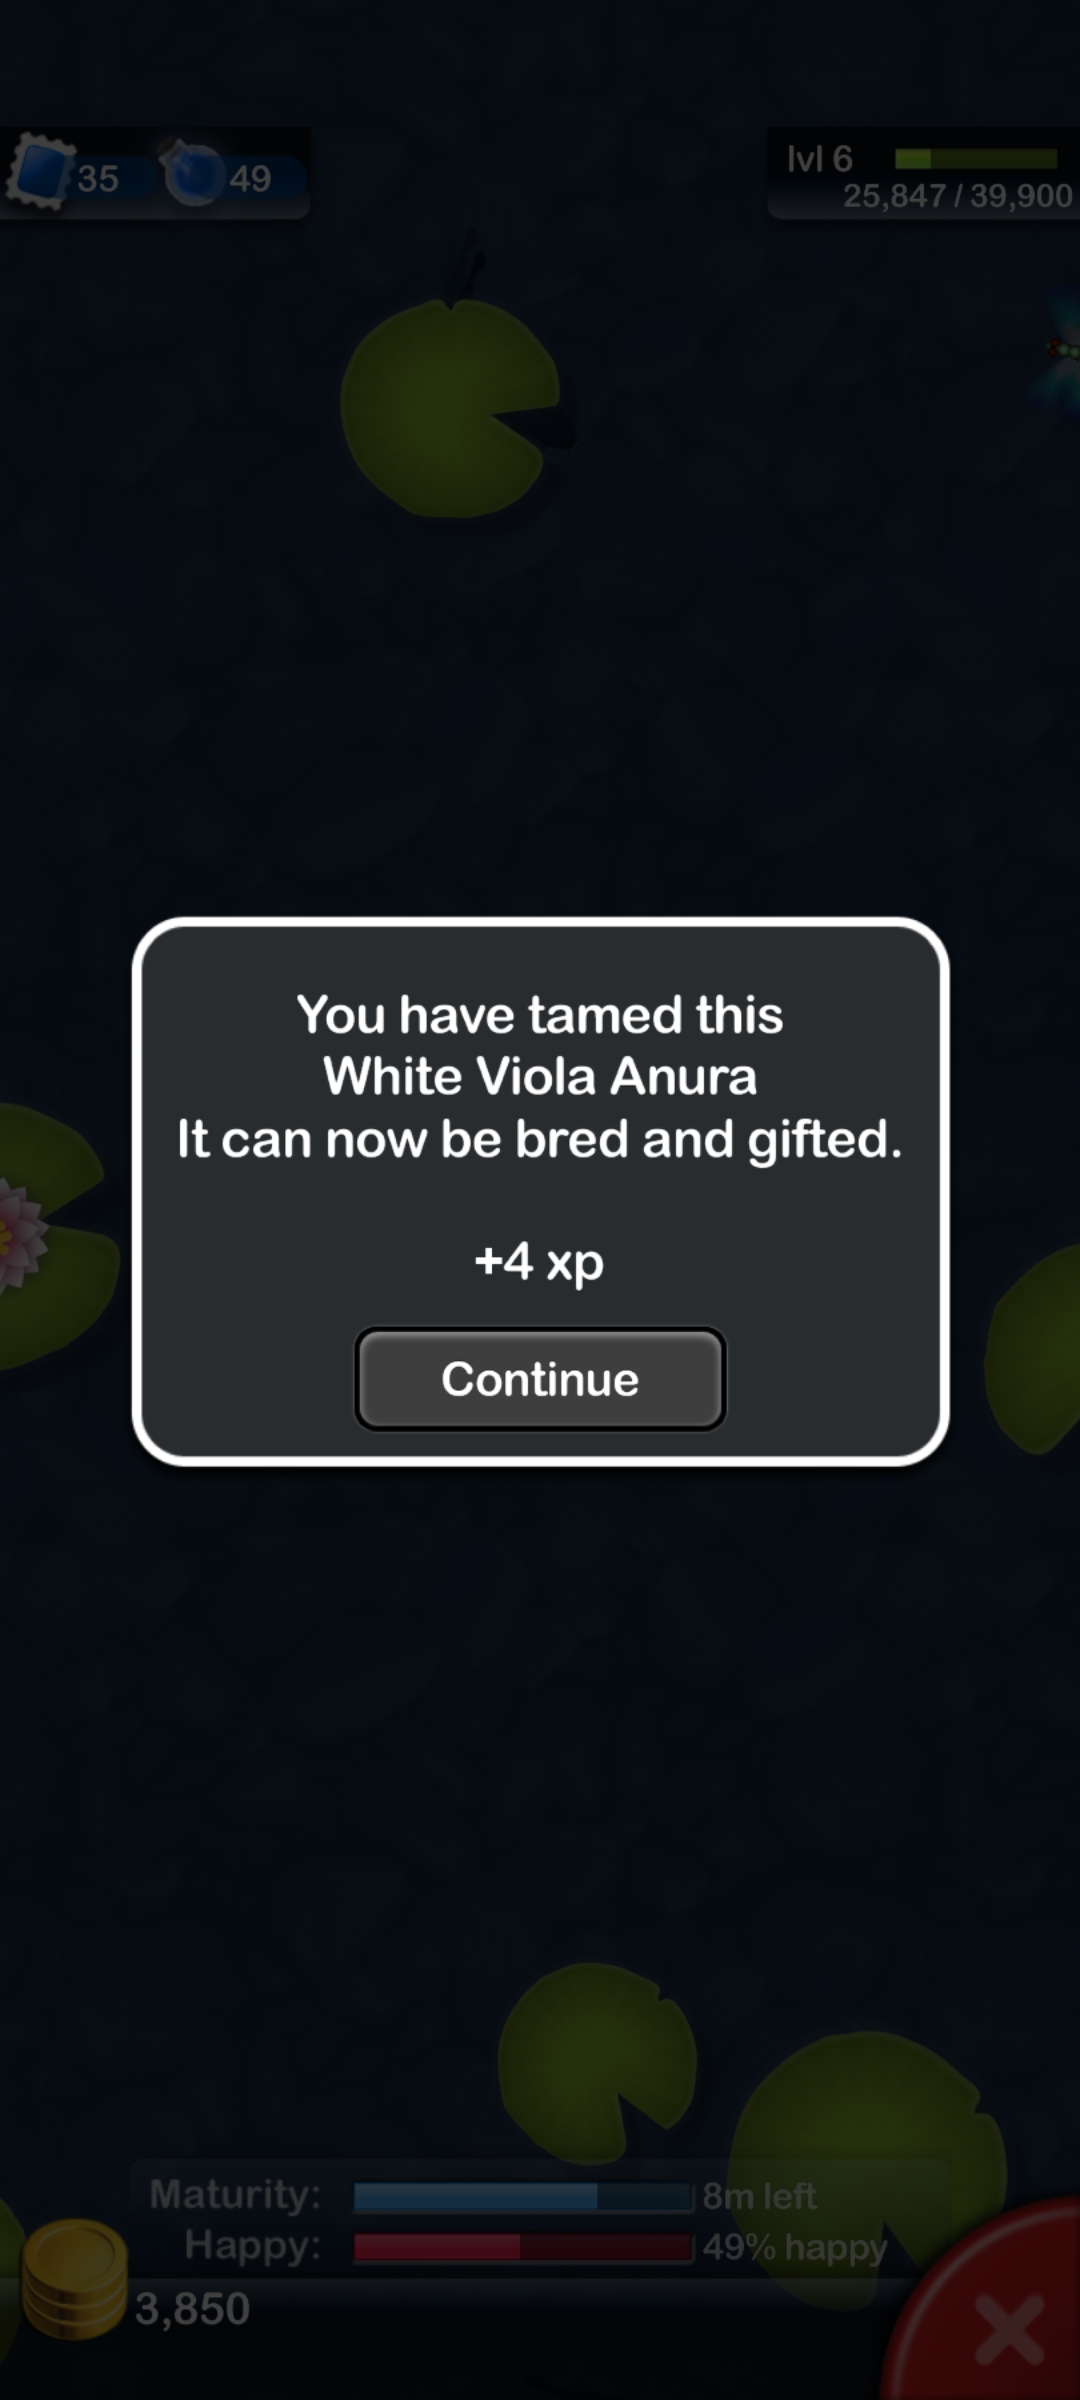 35 49
lvl 6
25,847 / 39,900
You have tamed this
White Viola Anura
It can now be bred and gifted.
+4 xp
Continue
Maturity: 8m left
Happy: 49% happy
3,850